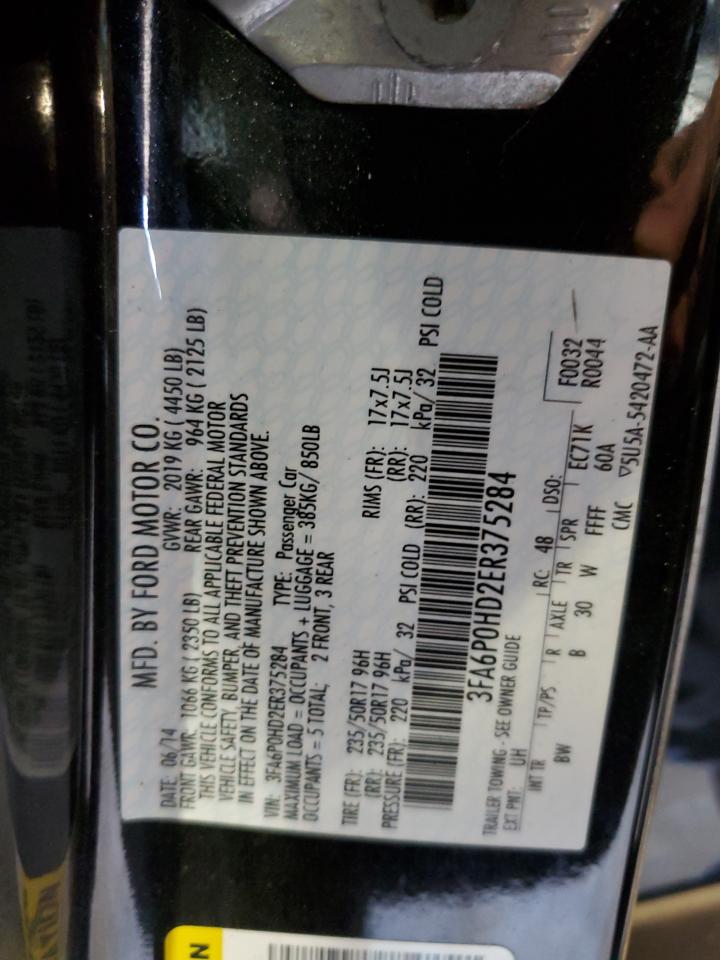 MFD. BY FORD MOTOR CO.
DATE: 06/14 GVWR: 2019 KG ( 4450 LB)
FRONT GAWR: 1066 KG ( 2350 LB) REAR GAWR: 964 KG ( 2125 LB)
THIS VEHICLE CONFORMS TO ALL APPLICABLE FEDERAL MOTOR
VEHICLE SAFETY, BUMPER, AND THEFT PREVENTION STANDARDS
IN EFFECT ON THE DATE OF MANUFACTURE SHOWN ABOVE.
VIN: 3FA6P0HD2ER375284 TYPE: Passenger Car
MAXIMUM LOAD = OCCUPANTS + LUGGAGE = 385KG/ 850LB
OCCUPANTS = 5 TOTAL: 2 FRONT, 3 REAR
TIRE (FR): 235/50R17 96H RIMS (FR): 17x7.5J
(RR): 235/50R17 96H (RR): 17x7.5J
PRESSURE (FR): 220 kPa/ 32 PSI COLD (RR): 220 kPa/ 32 PSI COLD
3FA6P0HD2ER375284
TRAILER TOWING - SEE OWNER GUIDE
EXT PNT: UH RC: 48 DSO: F0032
R0044
INT TR TP/PS R AXLE TR SPR
BW B 30 W EC71K
FFFF 60A
CMC
▽5U5A-5420472-AA
N